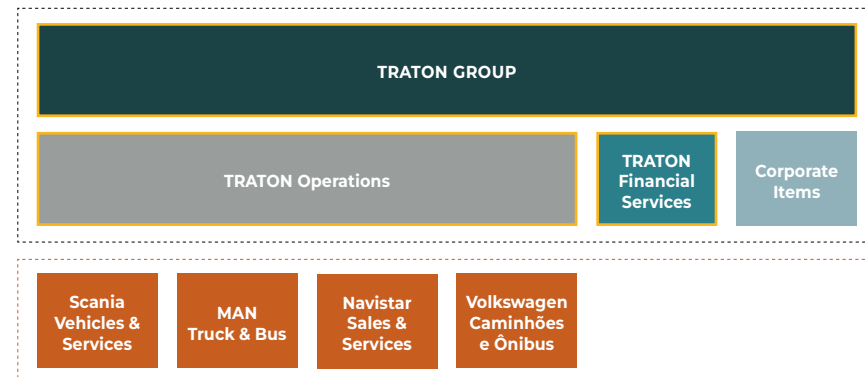 TRATON GROUP
TRATON Operations
TRATON
Financial
Services
Corporate
Items
Scania
Vehicles &
Services
MAN
Truck & Bus
Navistar
Sales &
Services
Volkswagen
Caminhões
e Ônibus